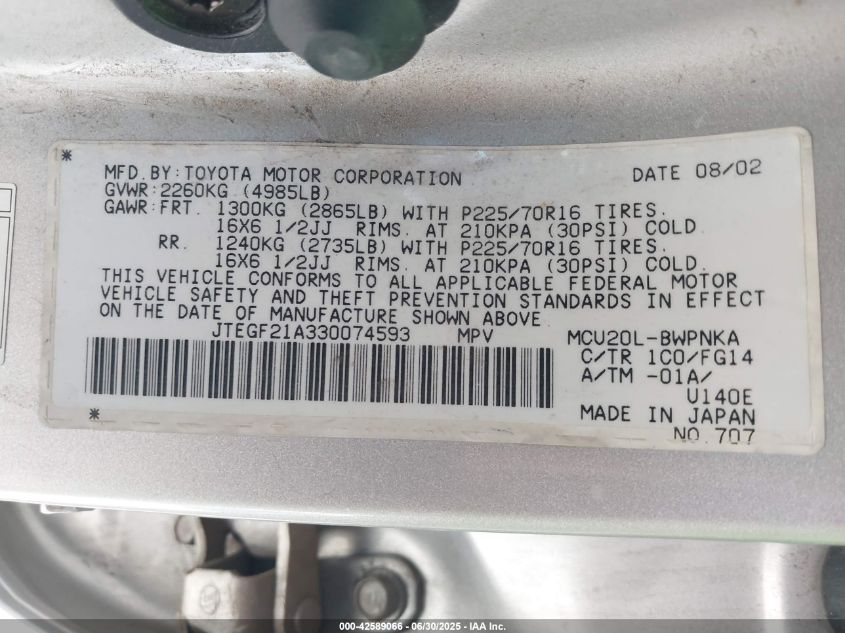 MFD.BY:TOYOTA MOTOR CORPORATION DATE 08/02
GVWR:2260KG (4985LB)
GAWR:FRT. 1300KG (2865LB) WITH P225/70R16 TIRES.
16X6 1/2JJ RIMS. AT 210KPA (30PSI) COLD
RR. 1240KG (2735LB) WITH P225/70R16 TIRES.
16X6 1/2JJ RIMS. AT 210KPA (30PSI) COLD.
THIS VEHICLE CONFORMS TO ALL APPLICABLE FEDERAL MOTOR
VEHICLE SAFETY AND THEFT PREVENTION STANDARDS IN EFFECT
ON THE DATE OF MANUFACTURE SHOWN ABOVE.
JTEGF21A330074593 MPV MCU20L-BWPNKA
C/TR 1C0/FG14
A/TM -01A/
U140E
MADE IN JAPAN
NO.707
000-42589066 - 06/30/2025 - IAA Inc.